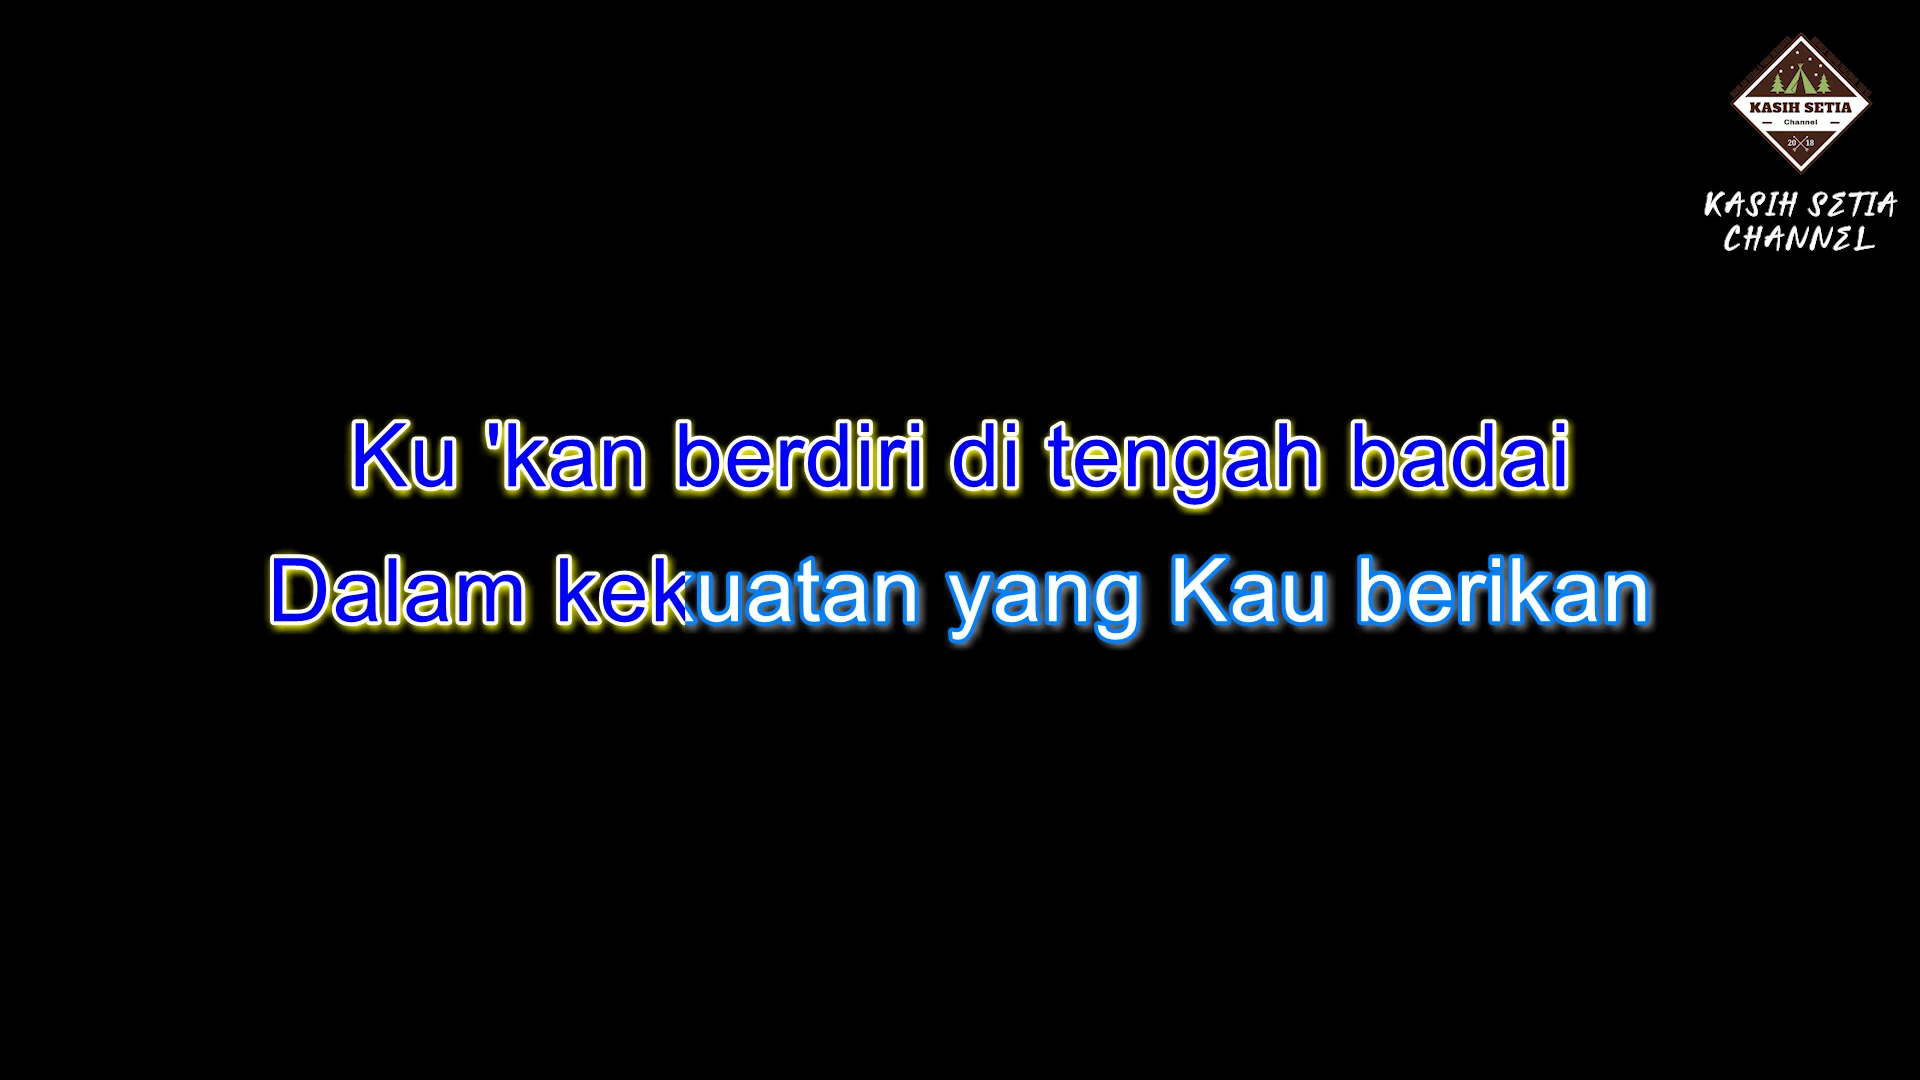 KASIH SETIA
Channel
20 18
KASIH SETIA
CHANNEL
Ku 'kan berdiri di tengah badai
Dalam kekuatan yang Kau berikan